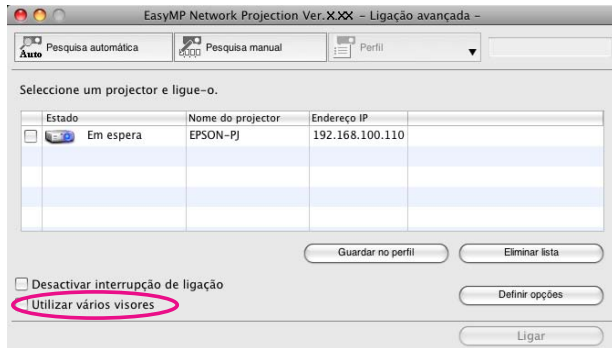 EasyMP Network Projection Ver.X.XX – Ligação avançada –
Auto Pesquisa automática Pesquisa manual Perfil
Seleccione um projector e ligue-o.
Estado Nome do projector Endereço IP
Em espera EPSON-PJ 192.168.100.110
Guardar no perfil Eliminar lista
Desactivar interrupção de ligação
Utilizar vários visores Definir opções
Ligar